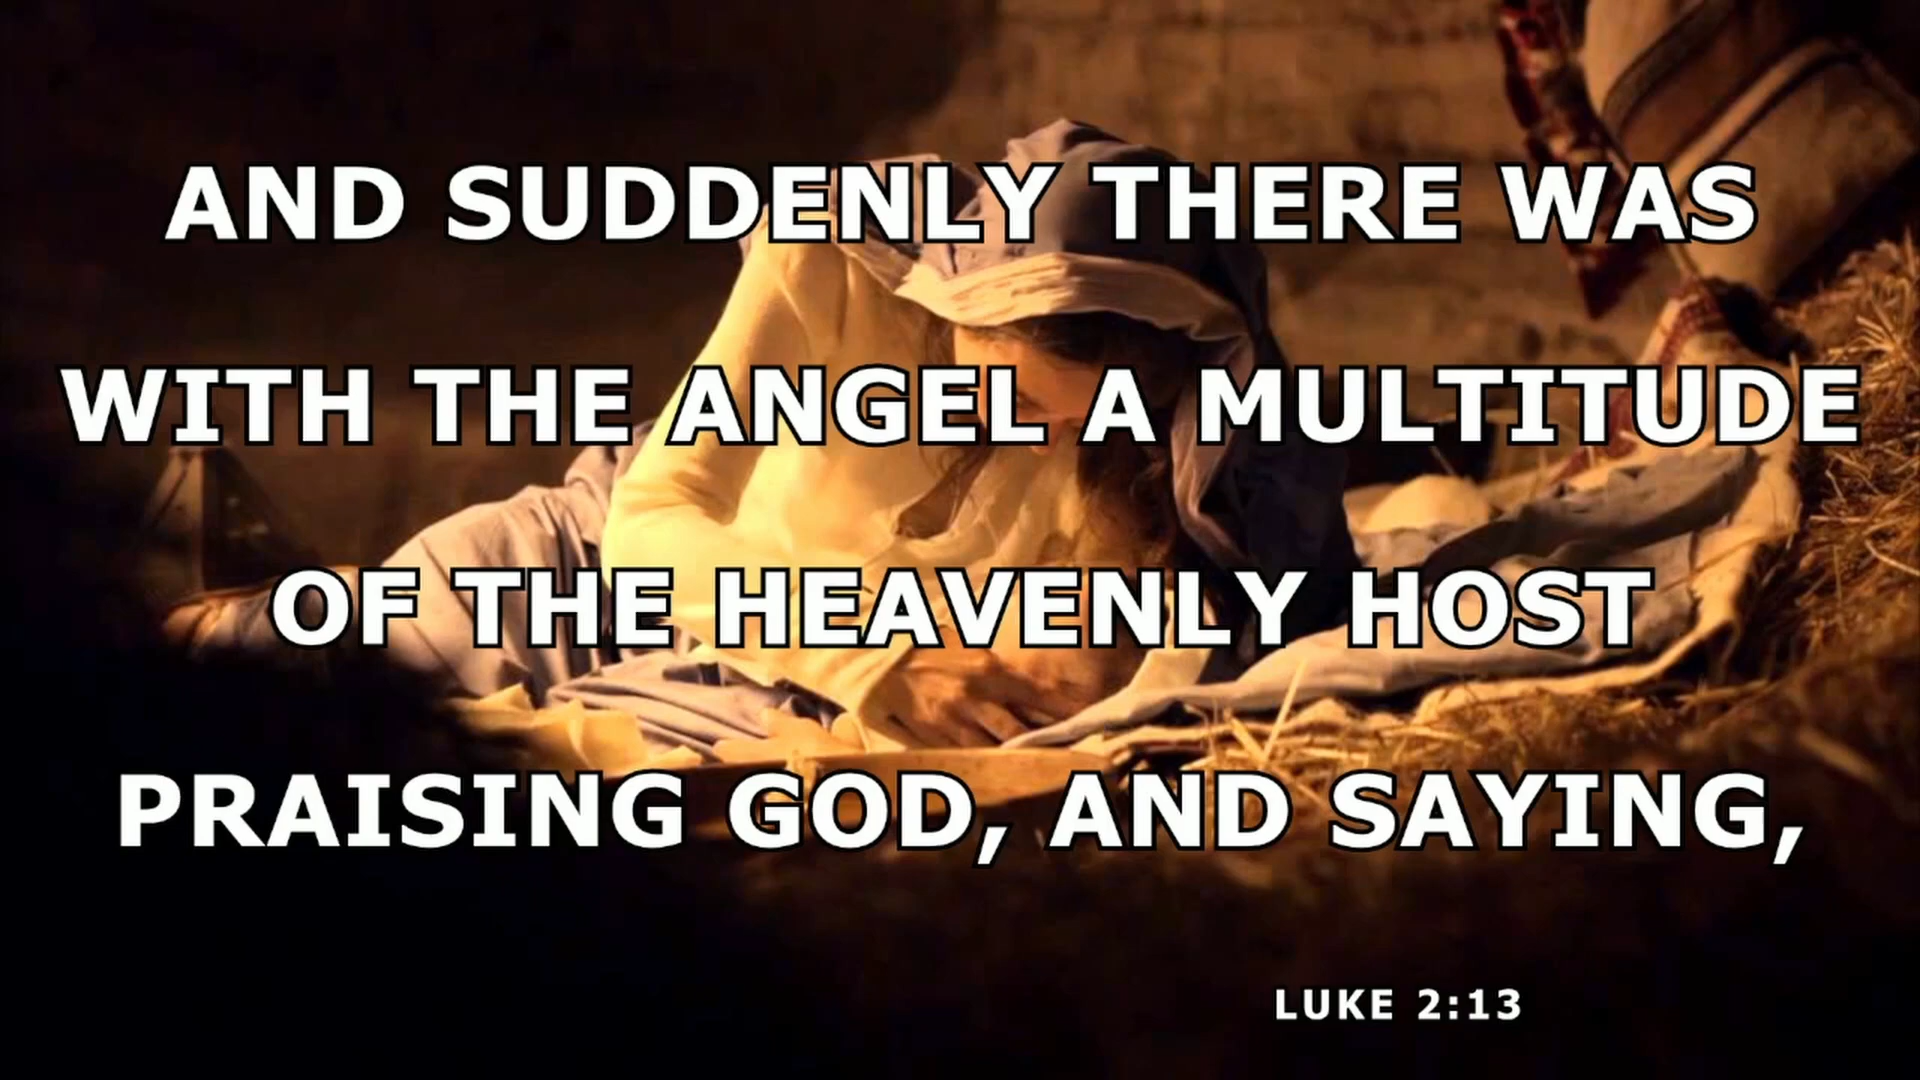 AND SUDDENLY THERE WAS
WITH THE ANGEL A MULTITUDE
OF THE HEAVENLY HOST
PRAISING GOD, AND SAYING,
LUKE 2:13